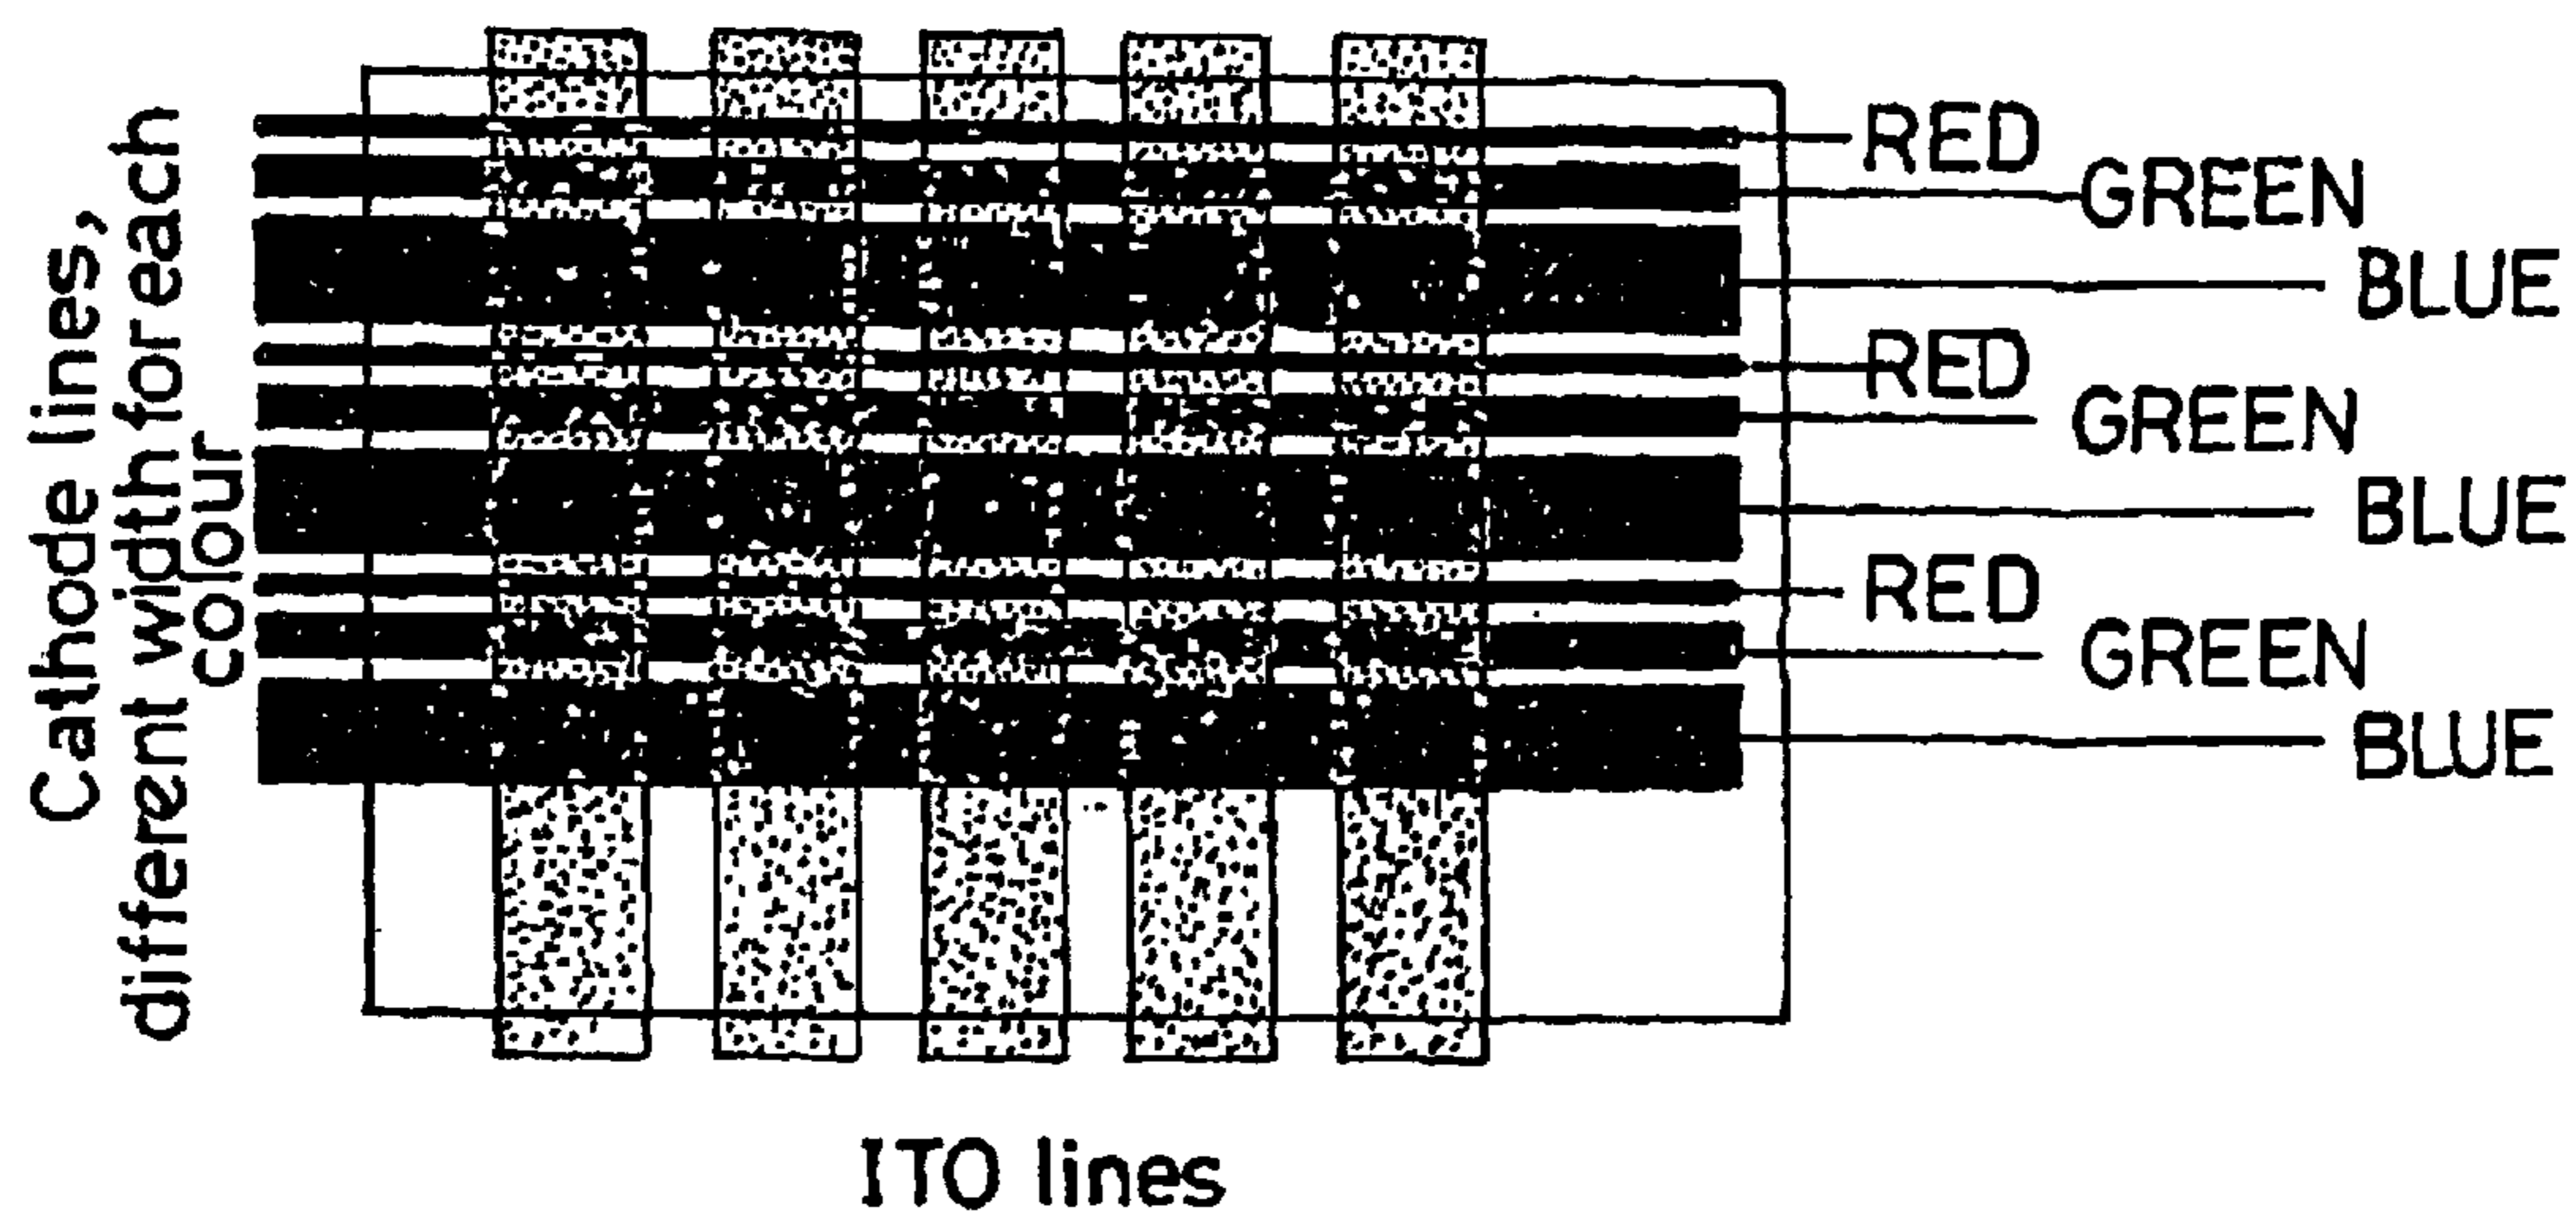 Cathode lines,
different width for each
colour
RED
GREEN
BLUE
RED
GREEN
BLUE
RED
GREEN
BLUE
ITO lines